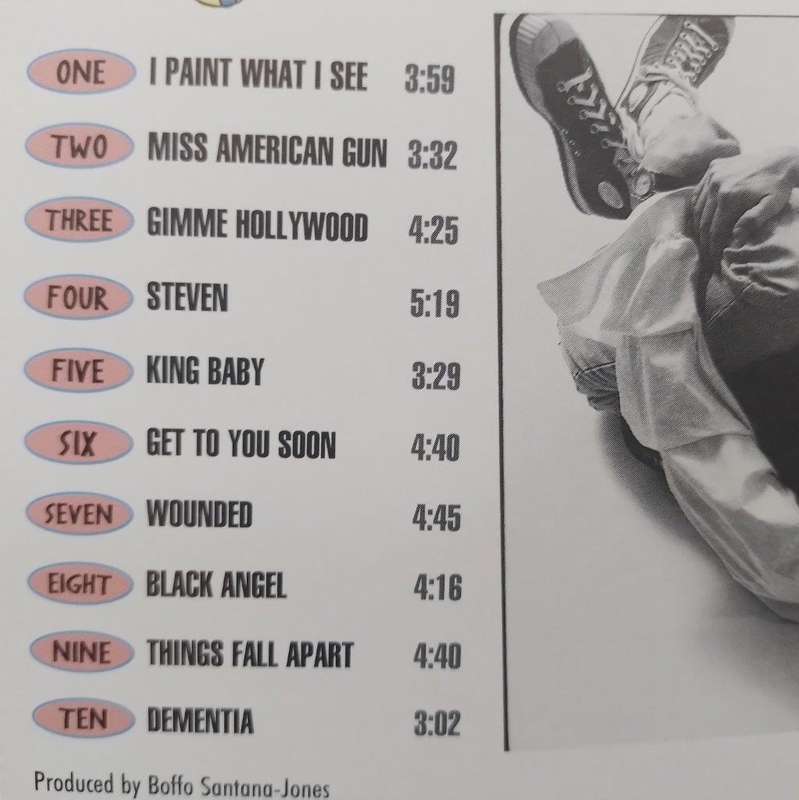 ONE I PAINT WHAT I SEE 3:59
TWO MISS AMERICAN GUN 3:32
THREE GIMME HOLLYWOOD 4:25
FOUR STEVEN 5:19
FIVE KING BABY 3:29
SIX GET TO YOU SOON 4:40
SEVEN WOUNDED 4:45
EIGHT BLACK ANGEL 4:16
NINE THINGS FALL APART 4:40
TEN DEMENTIA 3:02
Produced by Boffo Santana-Jones